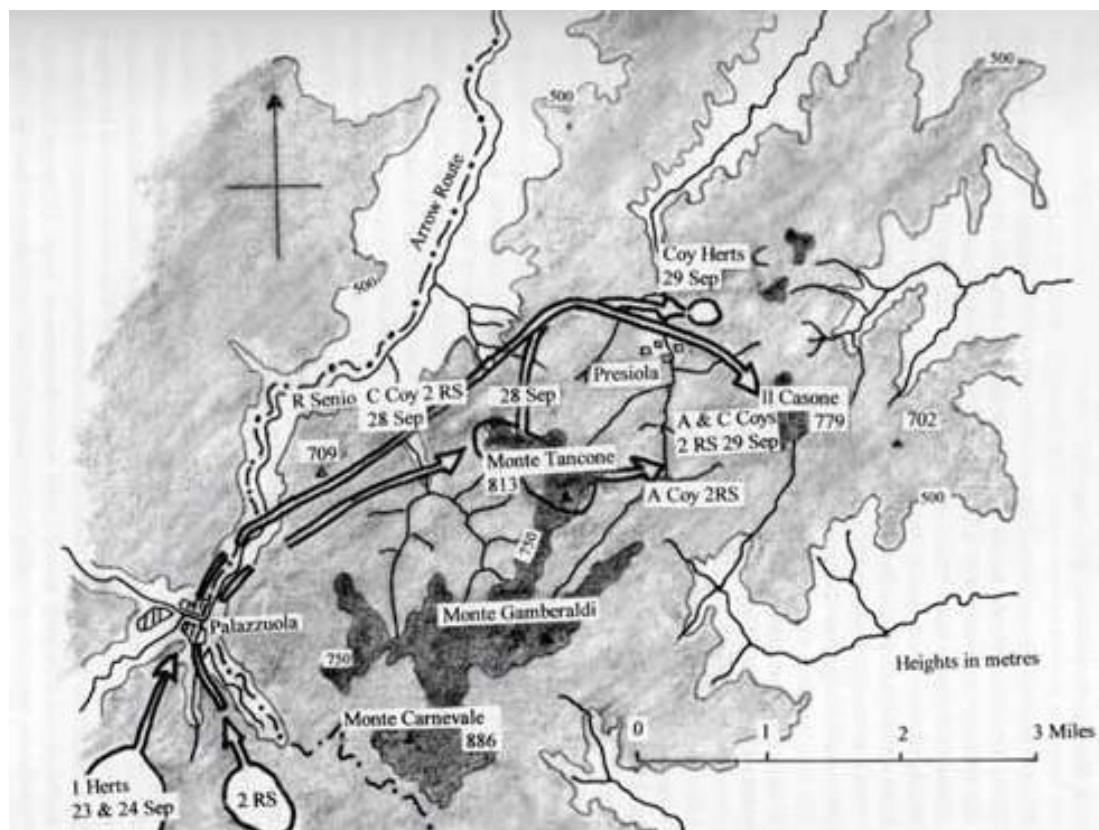 500
500
Arrow Route
500
Coy Herts
29 Sep
R Senio
C Coy 2 RS
28 Sep
28 Sep
Presiola
Il Casone
779
A & C Coys
2 RS 29 Sep
702
709
Monte Tancone
813
A Coy 2RS
500
750
Monte Gamberaldi
Palazzuola
750
Heights in metres
Monte Carnevale
886
0 1 2 3 Miles
1 Herts
23 & 24 Sep
2 RS